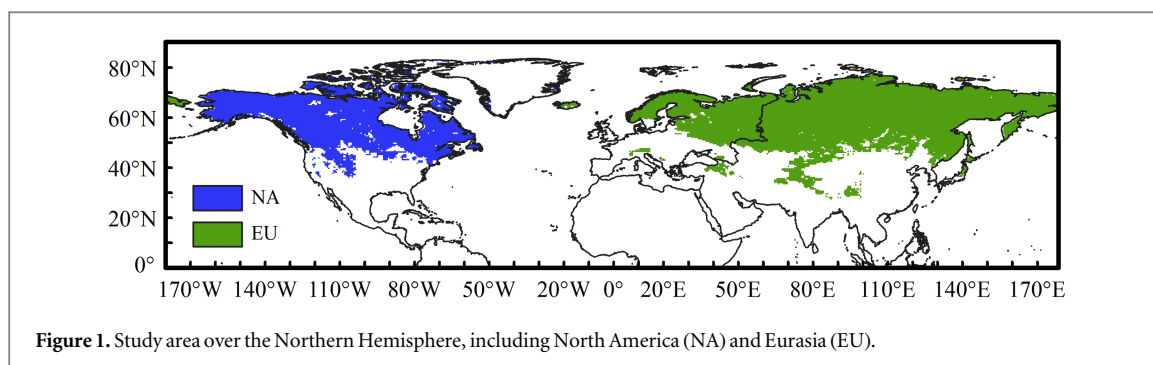 80°N
60°N
40°N
20°N
0°
NA
EU
170°W 140°W 110°W 80°W 50°W 20°W 0° 20°E 50°E 80°E 110°E 140°E 170°E
Figure 1. Study area over the Northern Hemisphere, including North America (NA) and Eurasia (EU).